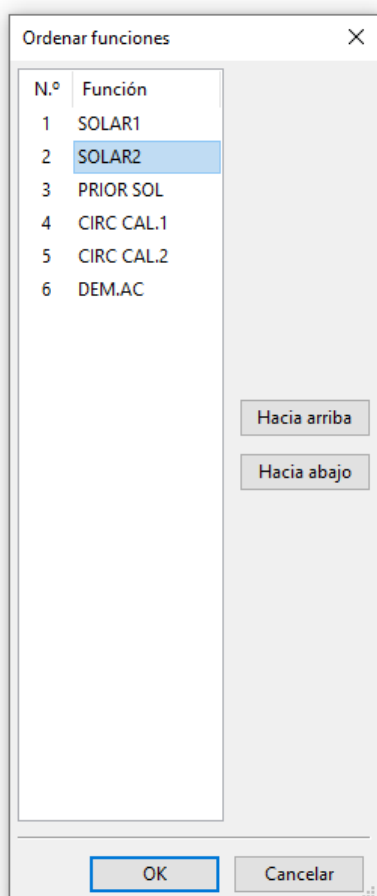 Ordenar funciones
N.º Función
1 SOLAR1
2 SOLAR2
3 PRIOR SOL
4 CIRC CAL.1
5 CIRC CAL.2
6 DEM.AC
Hacia arriba
Hacia abajo
OK Cancelar